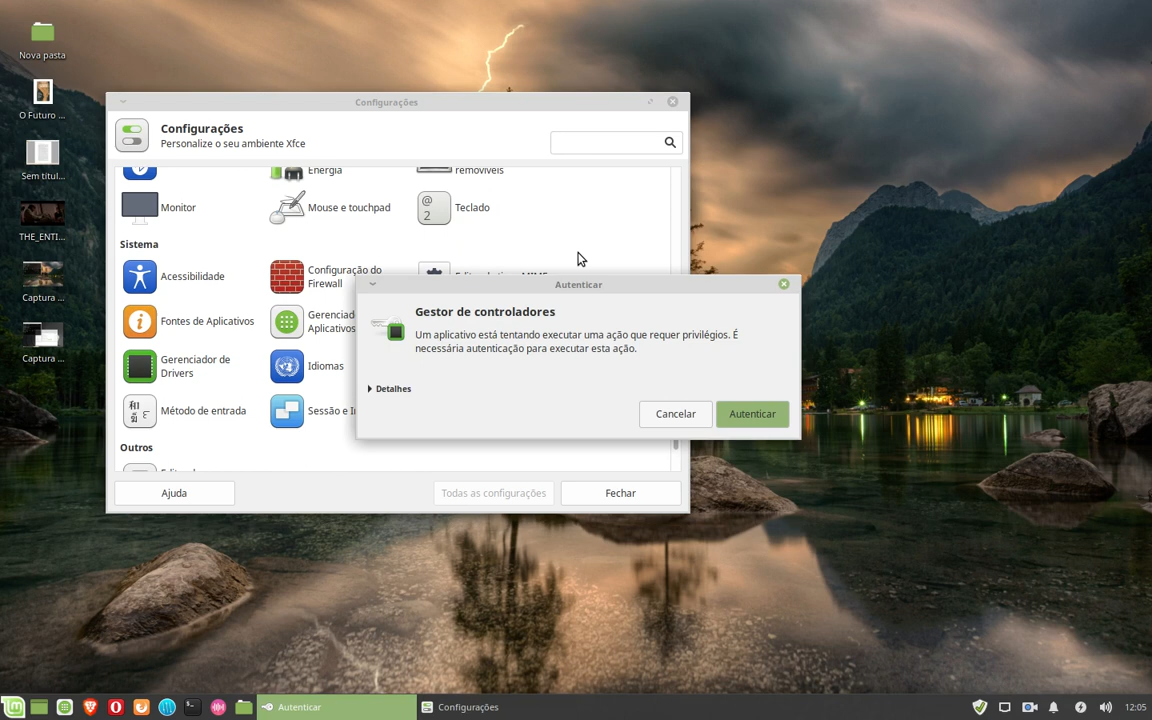 Nova pasta
O Futuro ...
Sem titul...
THE_ENTI...
Captura ...
Captura ...
Configurações
Configurações
Personalize o seu ambiente Xfce
Energia
removíveis
Monitor
Mouse e touchpad
Teclado
Sistema
Acessibilidade
Configuração do
Firewall
Fontes de Aplicativos
Gerenciad
Aplicativos
Gerenciador de
Drivers
Idiomas
Método de entrada
Sessão e I
Outros
Ajuda
Todas as configurações
Fechar
Autenticar
Gestor de controladores
Um aplicativo está tentando executar uma ação que requer privilégios. É
necessária autenticação para executar esta ação.
Detalhes
Cancelar
Autenticar
Autenticar
Configurações
12:05